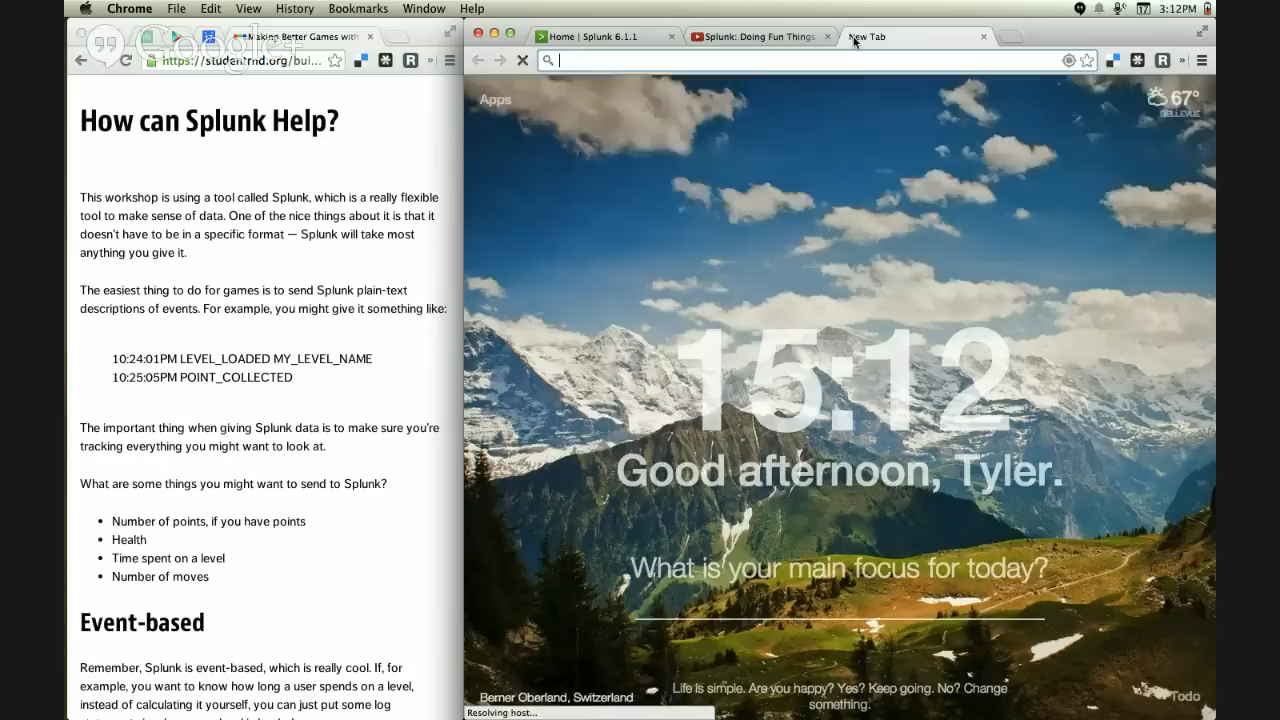 Chrome File Edit View History Bookmarks Window Help
17 3:12PM
Google+
Making Better Games with
https://studentrnd.org/bui...
How can Splunk Help?
This workshop is using a tool called Splunk, which is a really flexible
tool to make sense of data. One of the nice things about it is that it
doesn't have to be in a specific format — Splunk will take most
anything you give it.
The easiest thing to do for games is to send Splunk plain-text
descriptions of events. For example, you might give it something like:
10:24:01PM LEVEL_LOADED MY_LEVEL_NAME
10:25:05PM POINT_COLLECTED
The important thing when giving Splunk data is to make sure you're
tracking everything you might want to look at.
What are some things you might want to send to Splunk?
• Number of points, if you have points
• Health
• Time spent on a level
• Number of moves
Event-based
Remember, Splunk is event-based, which is really cool. If, for
example, you want to know how long a user spends on a level,
instead of calculating it yourself, you can just put some log
Home | Splunk 6.1.1
Splunk: Doing Fun Things
New Tab
R
R
Apps
67°
BELLEVUE
15:12
Good afternoon, Tyler.
What is your main focus for today?
Life is simple. Are you happy? Yes? Keep going. No? Change
something.
Berner Oberland, Switzerland
Todo
Resolving host...